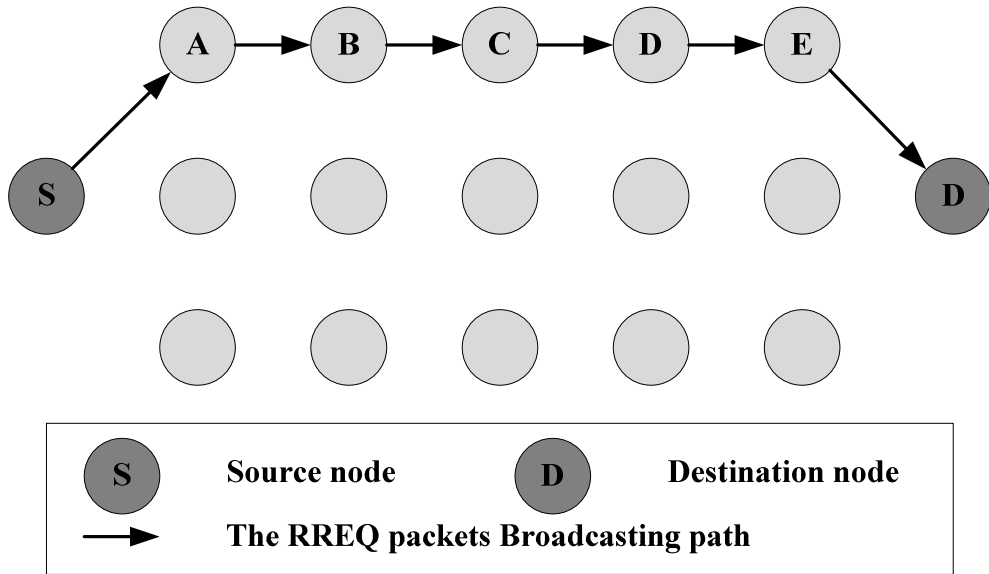 A B C D E
S D
S Source node D Destination node
The RREQ packets Broadcasting path